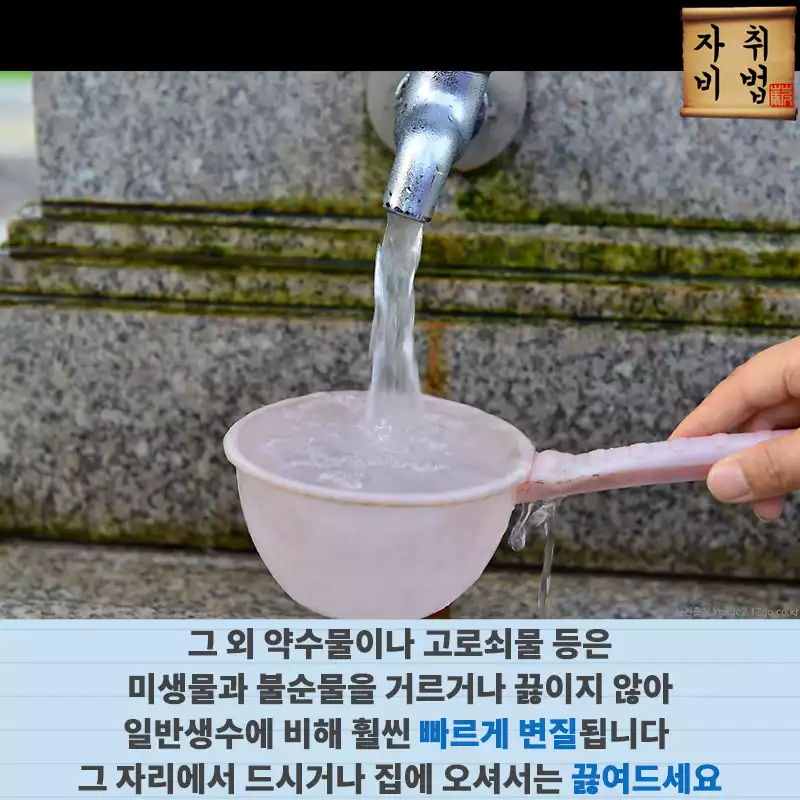 자비
취법
그 외 약수물이나 고로쇠물 등은
미생물과 불순물을 거르거나 끓이지 않아
일반생수에 비해 훨씬 빠르게 변질됩니다
그 자리에서 드시거나 집에 오셔서는 끓여드세요